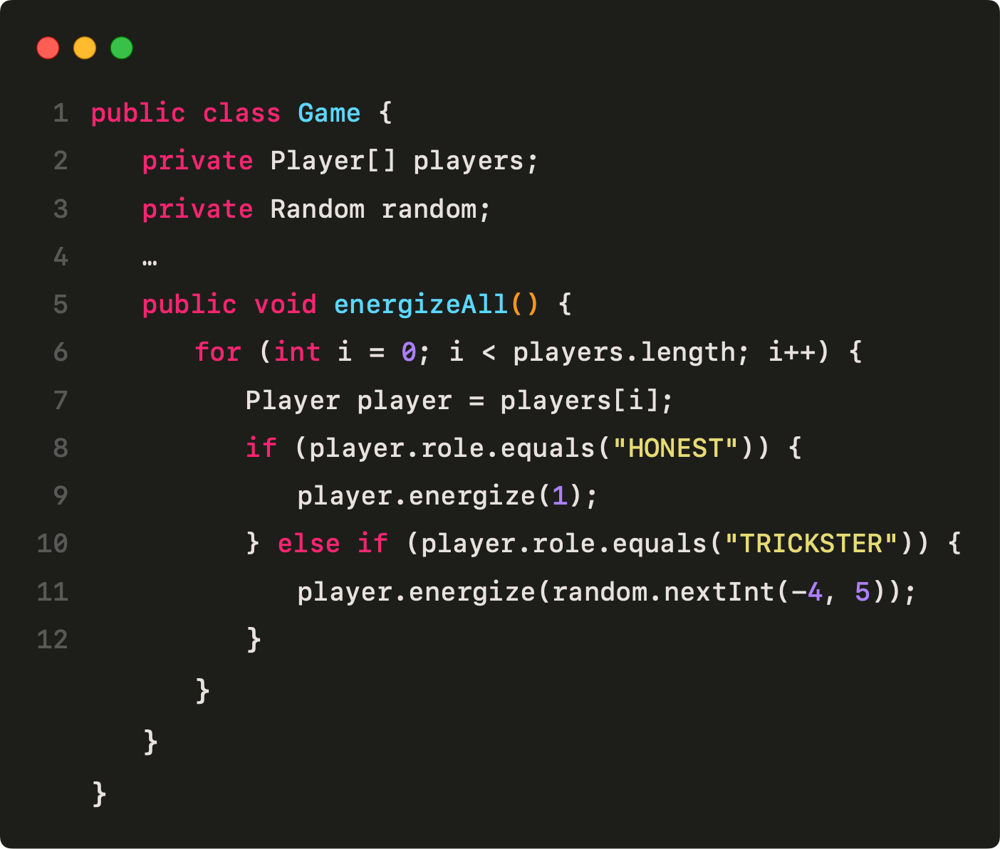 1 public class Game {
2 private Player[] players;
3 private Random random;
4 …
5 public void energizeAll() {
6 for (int i = 0; i < players.length; i++) {
7 Player player = players[i];
8 if (player.role.equals("HONEST")) {
9 player.energize(1);
10 } else if (player.role.equals("TRICKSTER")) {
11 player.energize(random.nextInt(-4, 5));
12 }
}
}
}